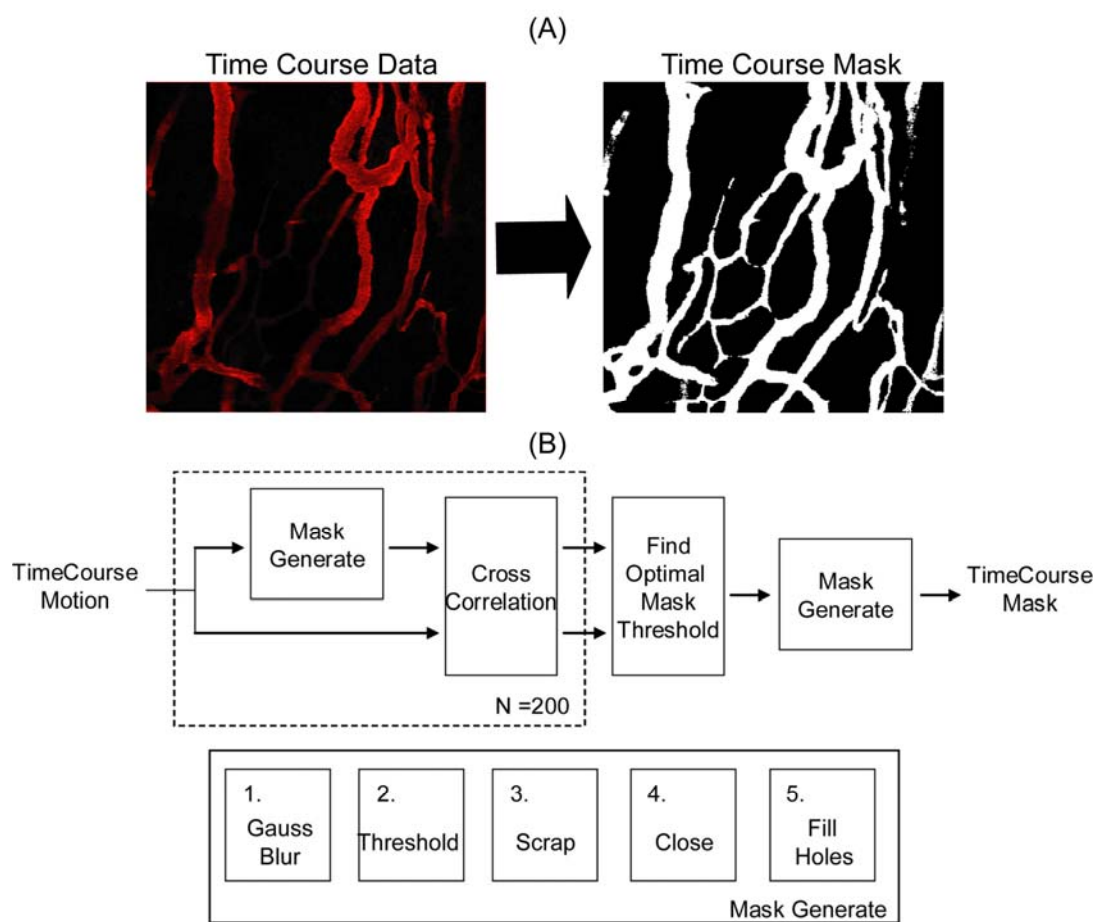 (A)
Time Course Data
Time Course Mask
(B)
TimeCourse
Motion
Mask
Generate
Cross
Correlation
N =200
Find
Optimal
Mask
Threshold
Mask
Generate
TimeCourse
Mask
1.
Gauss
Blur
2.
Threshold
3.
Scrap
4.
Close
5.
Fill
Holes
Mask Generate